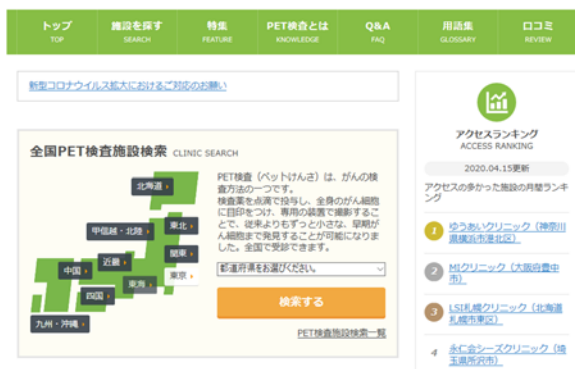 トップ
TOP
施設を探す
SEARCH
特集
FEATURE
PET検査とは
KNOWLEDGE
Q&A
FAQ
用語集
GLOSSARY
口コミ
REVIEW
新型コロナウイルス拡大におけるご対応のお願い
全国PET検査施設検索 CLINIC SEARCH
北海道
甲信越・北陸
東北
近畿
関東
中国
東海
東京
四国
九州・沖縄
PET検査（ペットけんさ）は、がんの検
査方法の一つです。
検査薬を点滴で投与し、全身のがん細胞
に目印をつけ、専用の装置で撮影するこ
とで、従来よりもずっと小さな、早期が
ん細胞まで発見することが可能になりま
した。全国で受診できます。
都道府県をお選びください。
検索する
PET検査施設検索一覧
アクセスランキング
ACCESS RANKING
2020.04.15更新
アクセスの多かった施設の月間ランキ
ング
1 ゆうあいクリニック（神奈川
県横浜市港北区）
2 MIクリニック（大阪府豊中
市）
3 LSI札幌クリニック（北海道
札幌市東区）
4 永仁会シーズクリニック（埼
玉県所沢市）